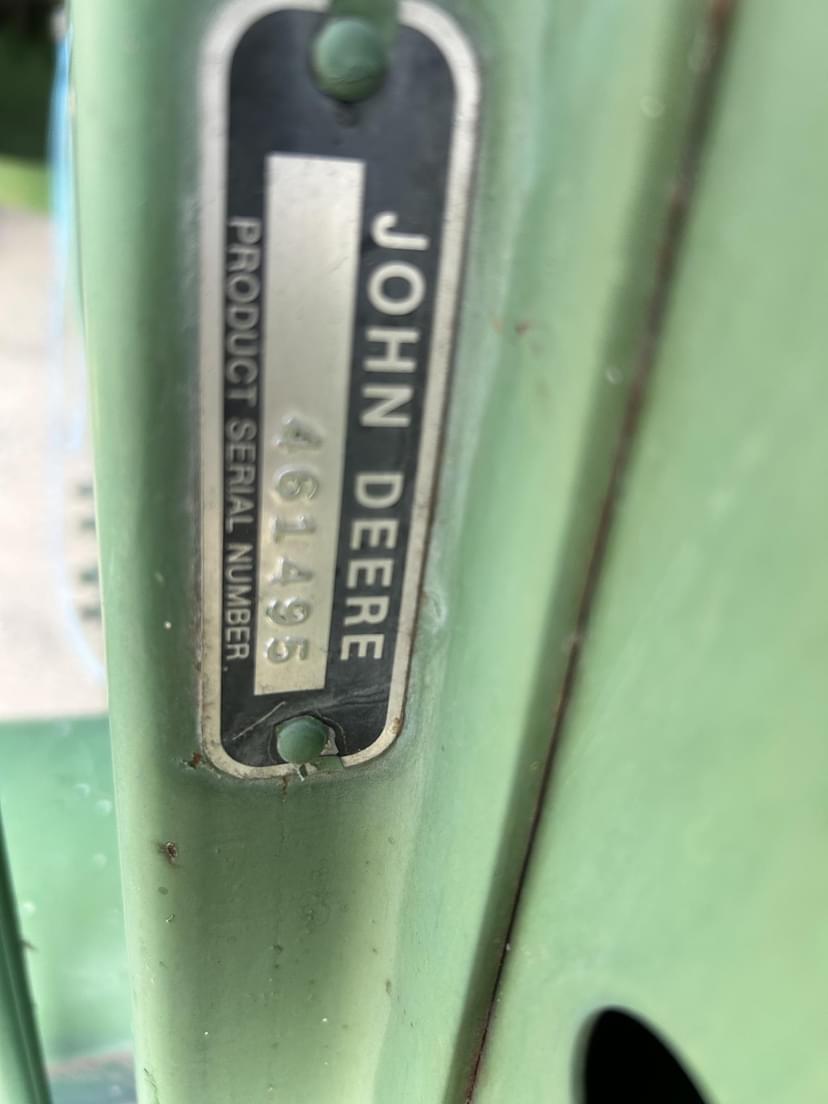 JOHN DEERE
461495
PRODUCT SERIAL NUMBER